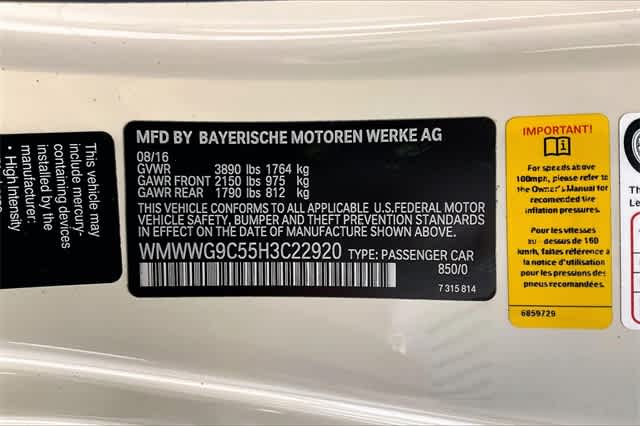 This vehicle may
include mercury-
containing devices
installed by the
manufacturer:
• High Intensity
MFD BY BAYERISCHE MOTOREN WERKE AG
08/16
GVWR 3890 lbs 1764 kg
GAWR FRONT 2150 lbs 975 kg
GAWR REAR 1790 lbs 812 kg
THIS VEHICLE CONFORMS TO ALL APPLICABLE U.S.FEDERAL MOTOR
VEHICLE SAFETY, BUMPER AND THEFT PREVENTION STANDARDS
IN EFFECT ON THE DATE OF MANUFACTURE SHOWN ABOVE.
WMWWG9C55H3C22920 TYPE: PASSENGER CAR
850/0
7 315 814
IMPORTANT!
For speeds above
100mph, please refer to
the Owner's Manual for
recomended tire
inflation pressures.
Pour les vitesses
au - dessus de 160
km/h, faites référence à
la notice d'utilisation
pour les pressions des
pneus recomandées.
6859729
Th
Le